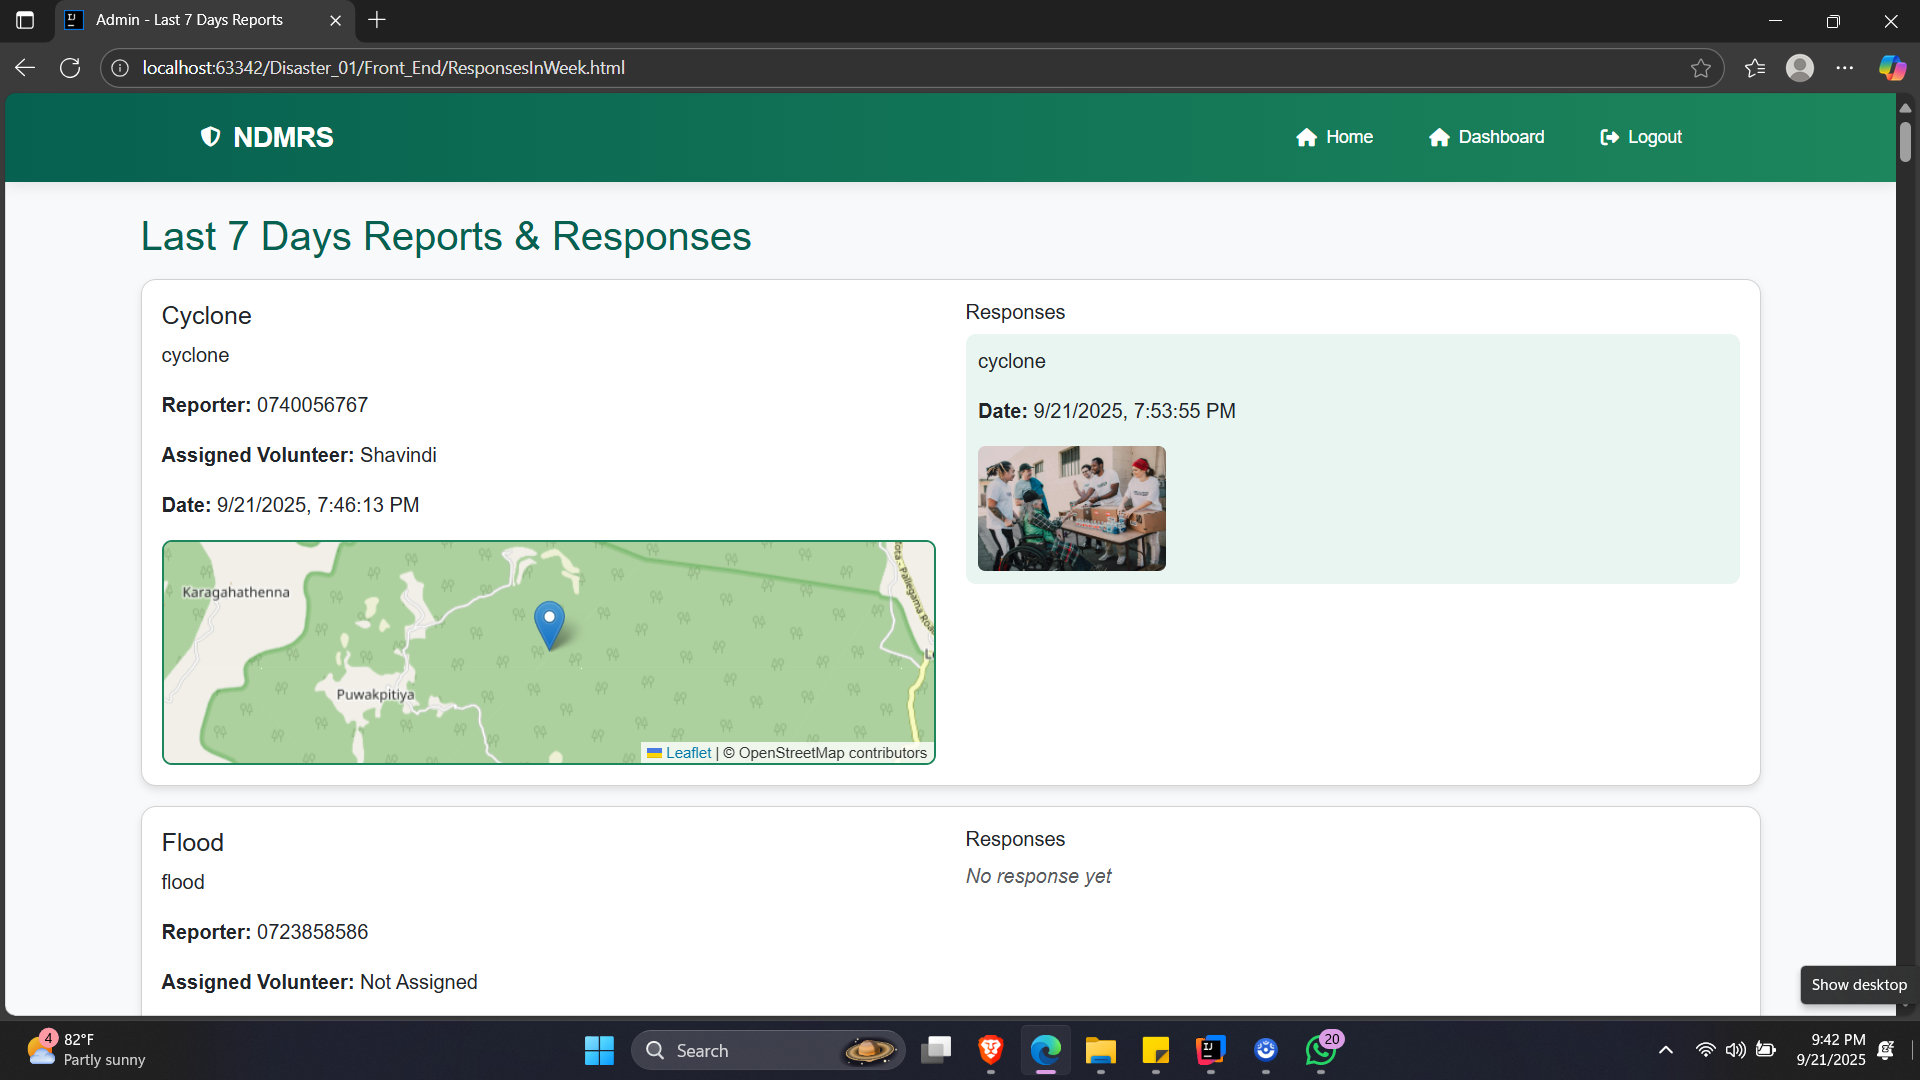 Admin - Last 7 Days Reports
localhost:63342/Disaster_01/Front_End/ResponsesInWeek.html
NDMRS
Home
Dashboard
Logout
Last 7 Days Reports & Responses
Cyclone
cyclone
Reporter: 0740056767
Assigned Volunteer: Shavindi
Date: 9/21/2025, 7:46:13 PM
Karagahathenna
Puwakpitiya
Pallegama Road
Leaflet | © OpenStreetMap contributors
Responses
cyclone
Date: 9/21/2025, 7:53:55 PM
Flood
flood
Reporter: 0723858586
Assigned Volunteer: Not Assigned
Responses
No response yet
Show desktop
4
82°F
Partly sunny
Search
20
9:42 PM
9/21/2025